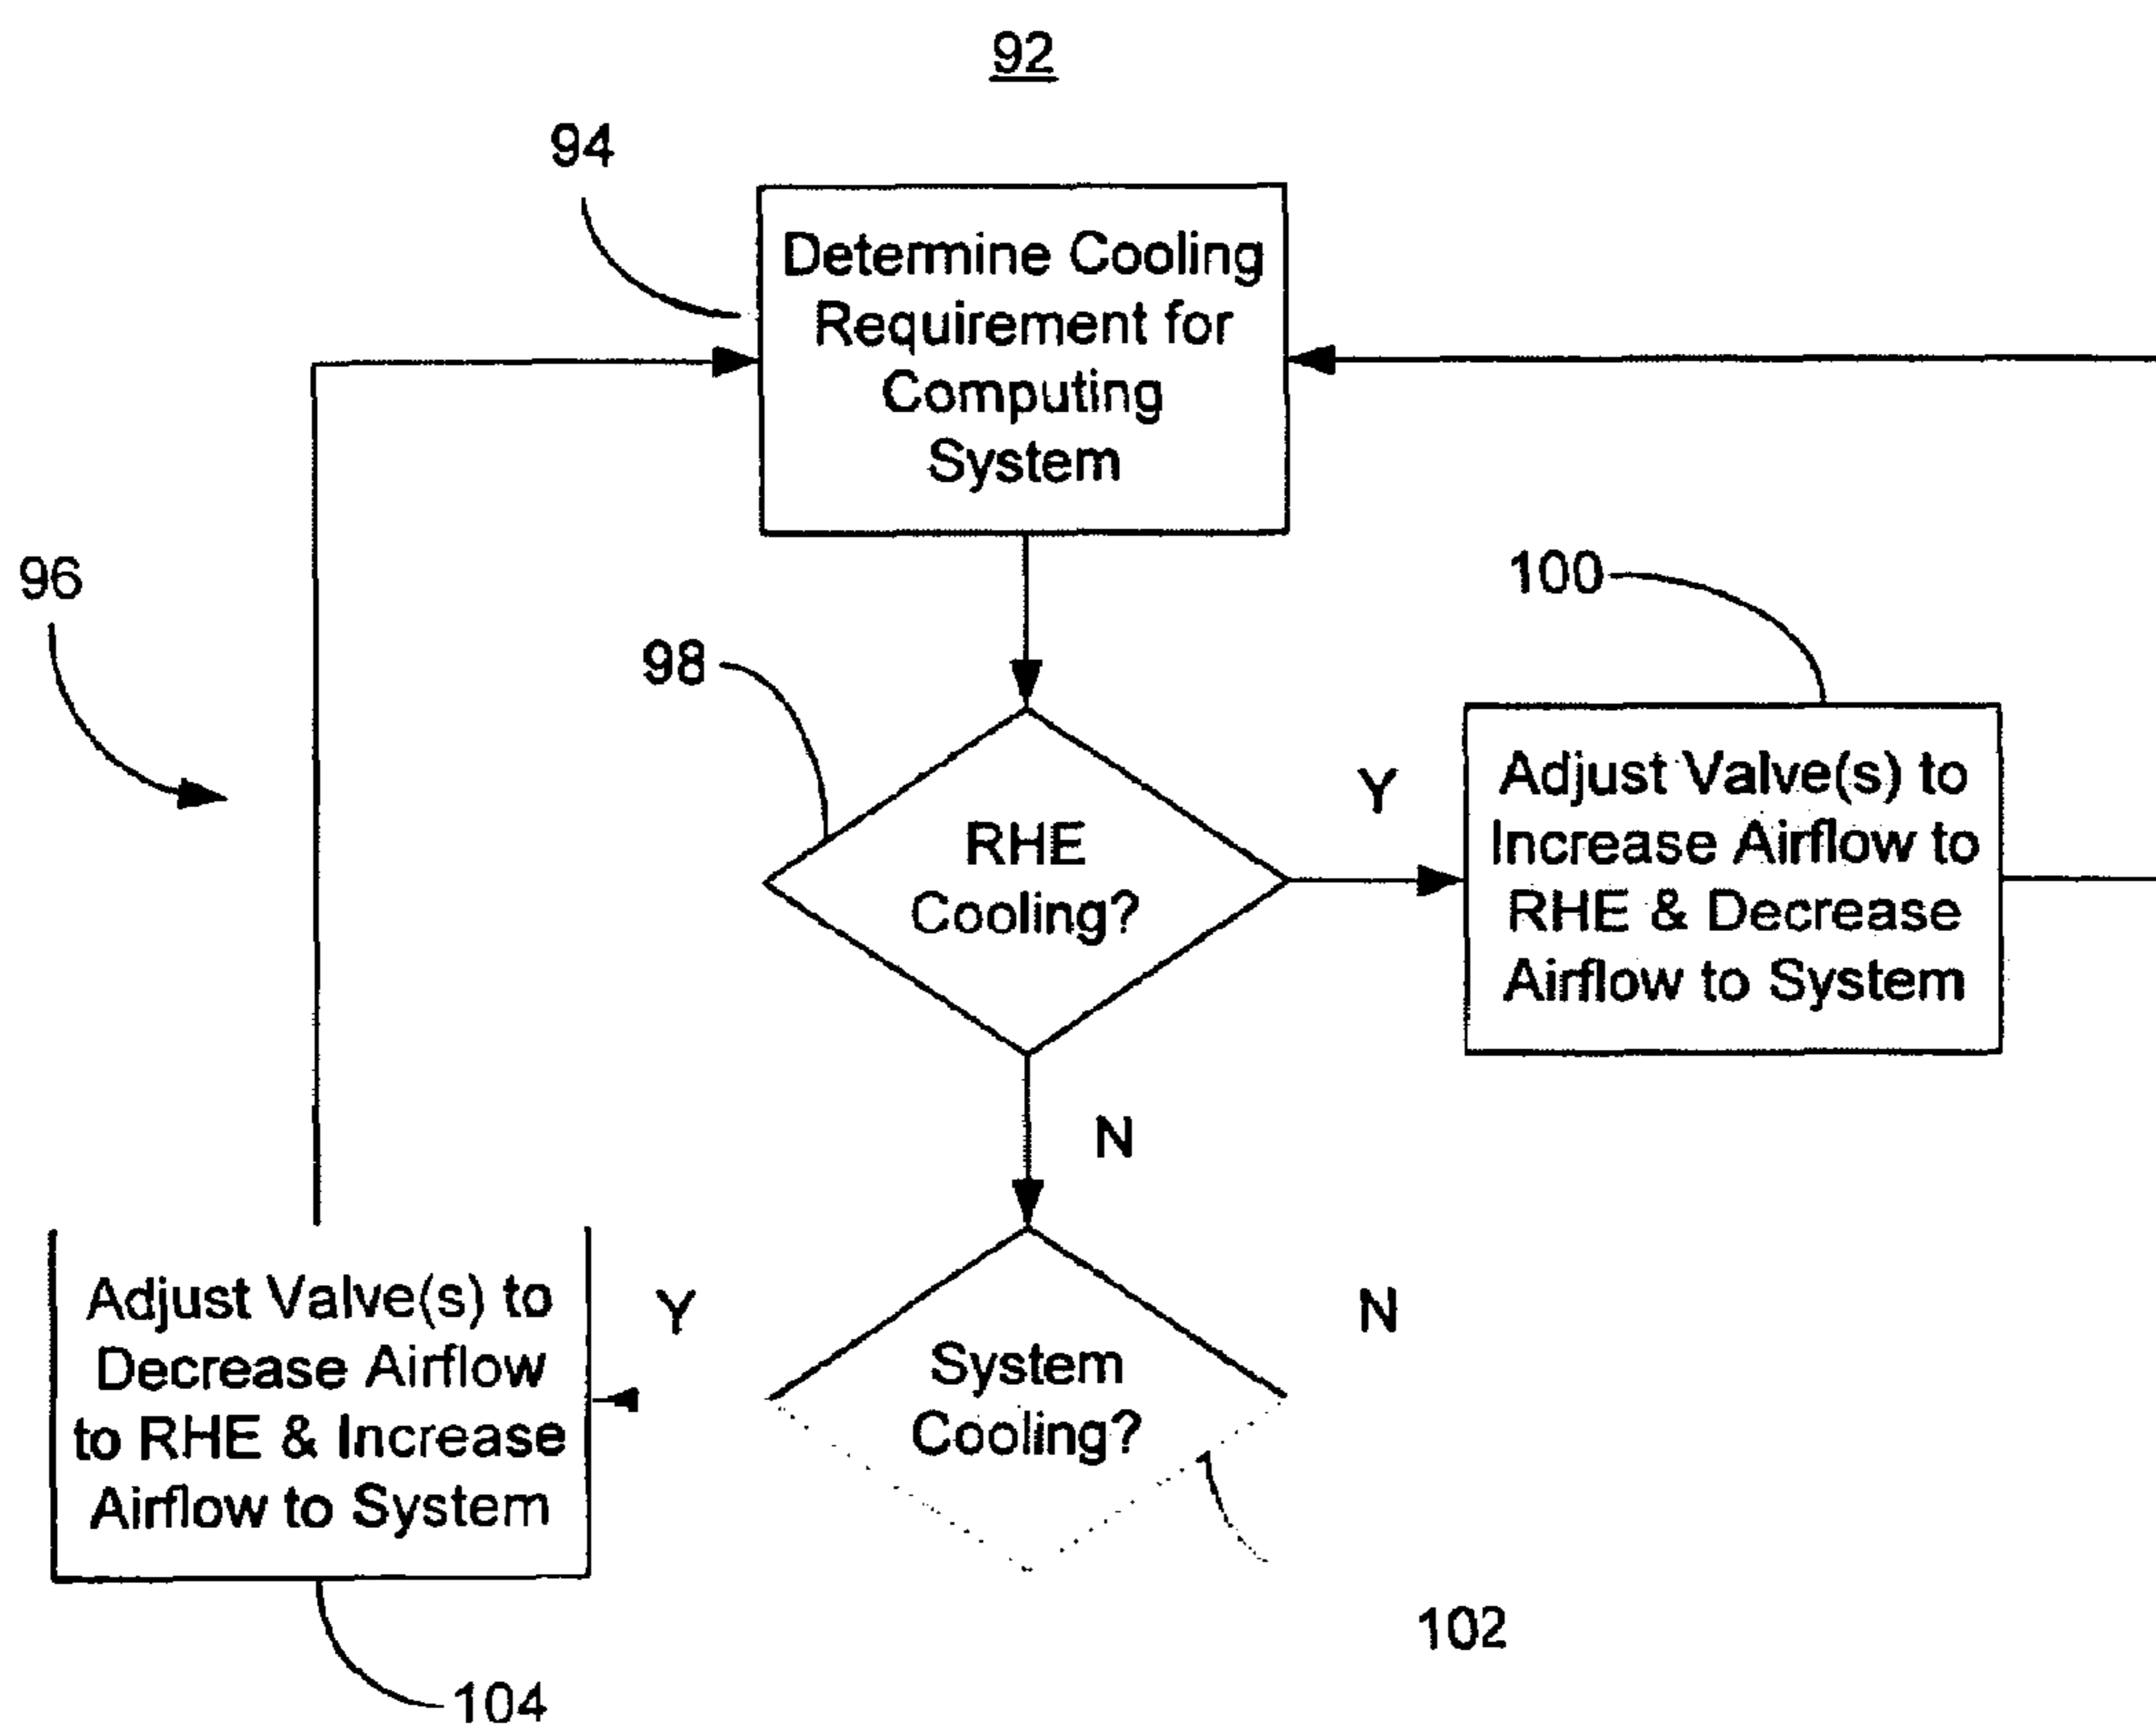 92
94
Determine Cooling
Requirement for
Computing
System
96
98
100
RHE
Cooling?
Y
Adjust Valve(s) to
Increase Airflow to
RHE & Decrease
Airflow to System
N
Adjust Valve(s) to
Decrease Airflow
to RHE & Increase
Airflow to System
Y
System
Cooling?
N
102
104